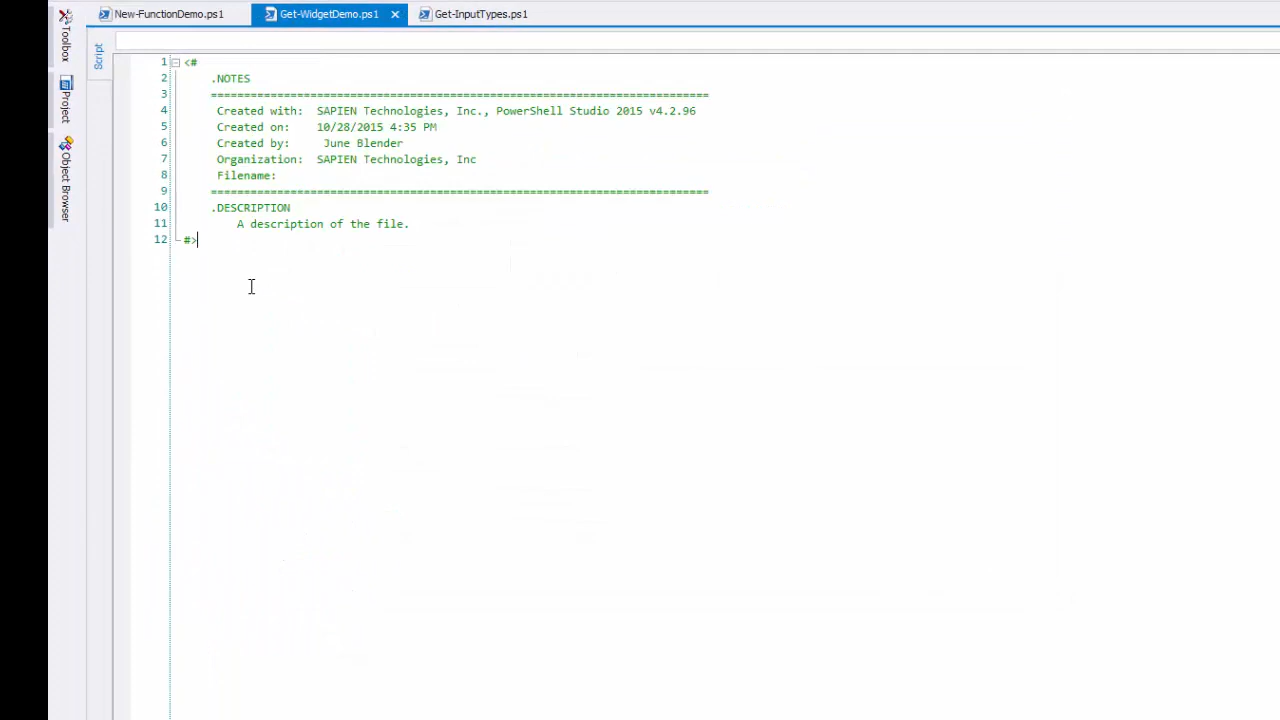 New-FunctionDemo.ps1 Get-WidgetDemo.ps1 Get-InputTypes.ps1
Toolbox
Project
Object Browser
Script
1 <#
2 .NOTES
3 ===========================================================================
4 Created with: SAPIEN Technologies, Inc., PowerShell Studio 2015 v4.2.96
5 Created on: 10/28/2015 4:35 PM
6 Created by: June Blender
7 Organization: SAPIEN Technologies, Inc
8 Filename:
9 ===========================================================================
10 .DESCRIPTION
11 A description of the file.
12 #>